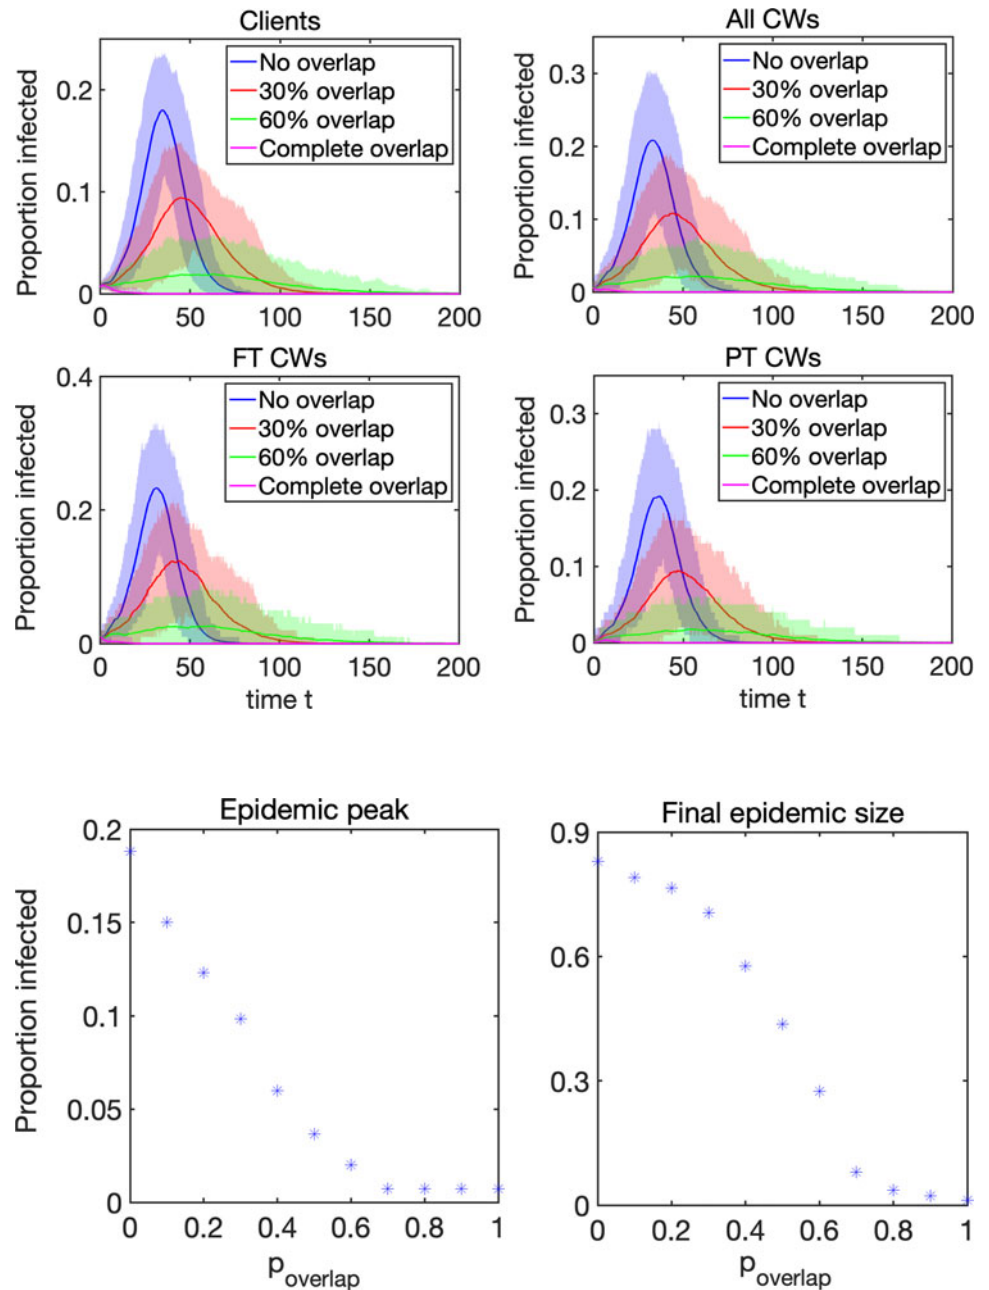 Clients
Proportion infected
0.2
0.1
0
0 50 100 150 200
No overlap
30% overlap
60% overlap
Complete overlap
All CWs
Proportion infected
0.3
0.2
0.1
0
0 50 100 150 200
No overlap
30% overlap
60% overlap
Complete overlap
FT CWs
Proportion infected
0.4
0.2
0
0 50 100 150 200
time t
No overlap
30% overlap
60% overlap
Complete overlap
PT CWs
Proportion infected
0.3
0.2
0.1
0
0 50 100 150 200
time t
No overlap
30% overlap
60% overlap
Complete overlap
Epidemic peak
Proportion infected
0.2
0.15
0.1
0.05
0
0 0.2 0.4 0.6 0.8 1
p overlap
Final epidemic size
0.9
0.6
0.3
0
0 0.2 0.4 0.6 0.8 1
p overlap